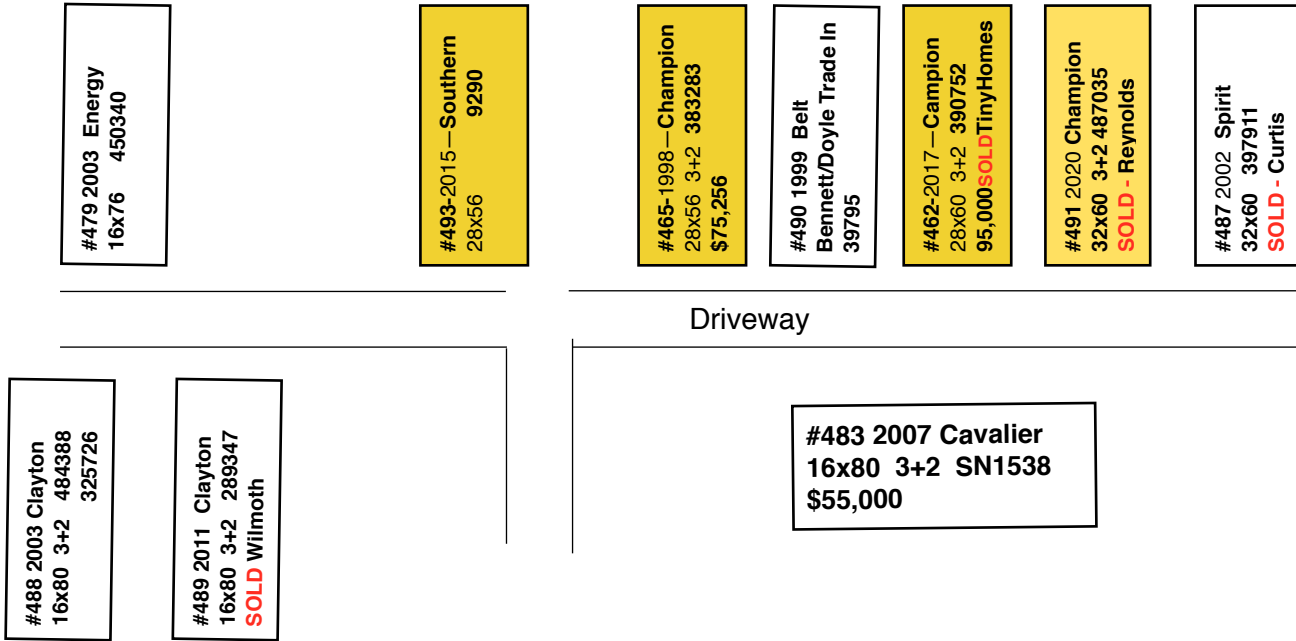 #479 2003 Energy
16x76 450340
#493-2015—Southern
28x56 9290
#465-1998—Champion
28x56 3+2 383283
$75,256
#490 1999 Belt
Bennett/Doyle Trade In
39795
#462-2017—Campion
28x60 3+2 390752
95,000SOLDTinyHomes
#491 2020 Champion
32x60 3+2 487035
SOLD - Reynolds
#487 2002 Spirit
32x60 397911
SOLD - Curtis
Driveway
#488 2003 Clayton
16x80 3+2 484388
325726
#489 2011 Clayton
16x80 3+2 289347
SOLD Wilmoth
#483 2007 Cavalier
16x80 3+2 SN1538
$55,000